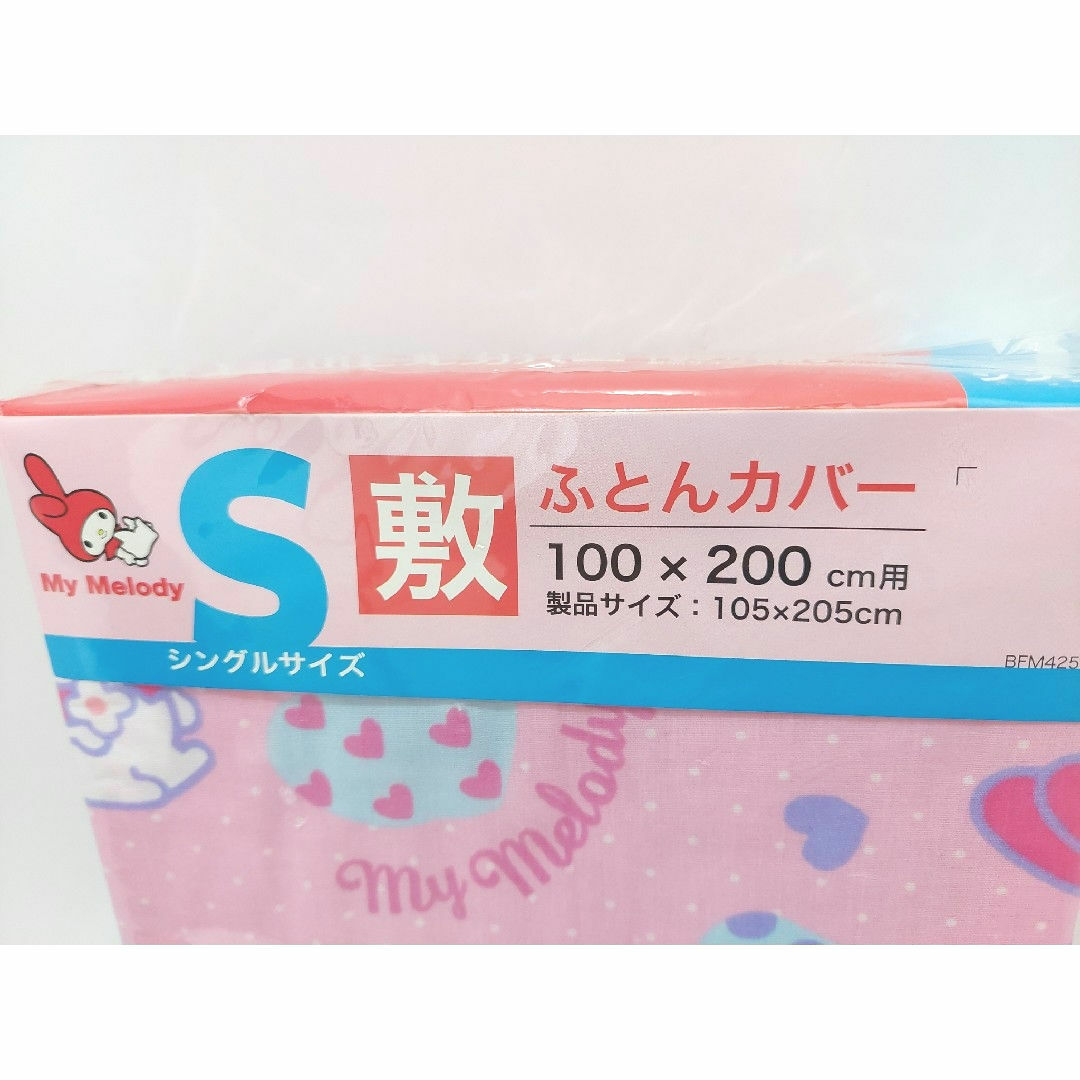 My Melody
S
シングルサイズ
敷
ふとんカバー
100 × 200 cm用
製品サイズ：105×205cm
BFM425
My Melody